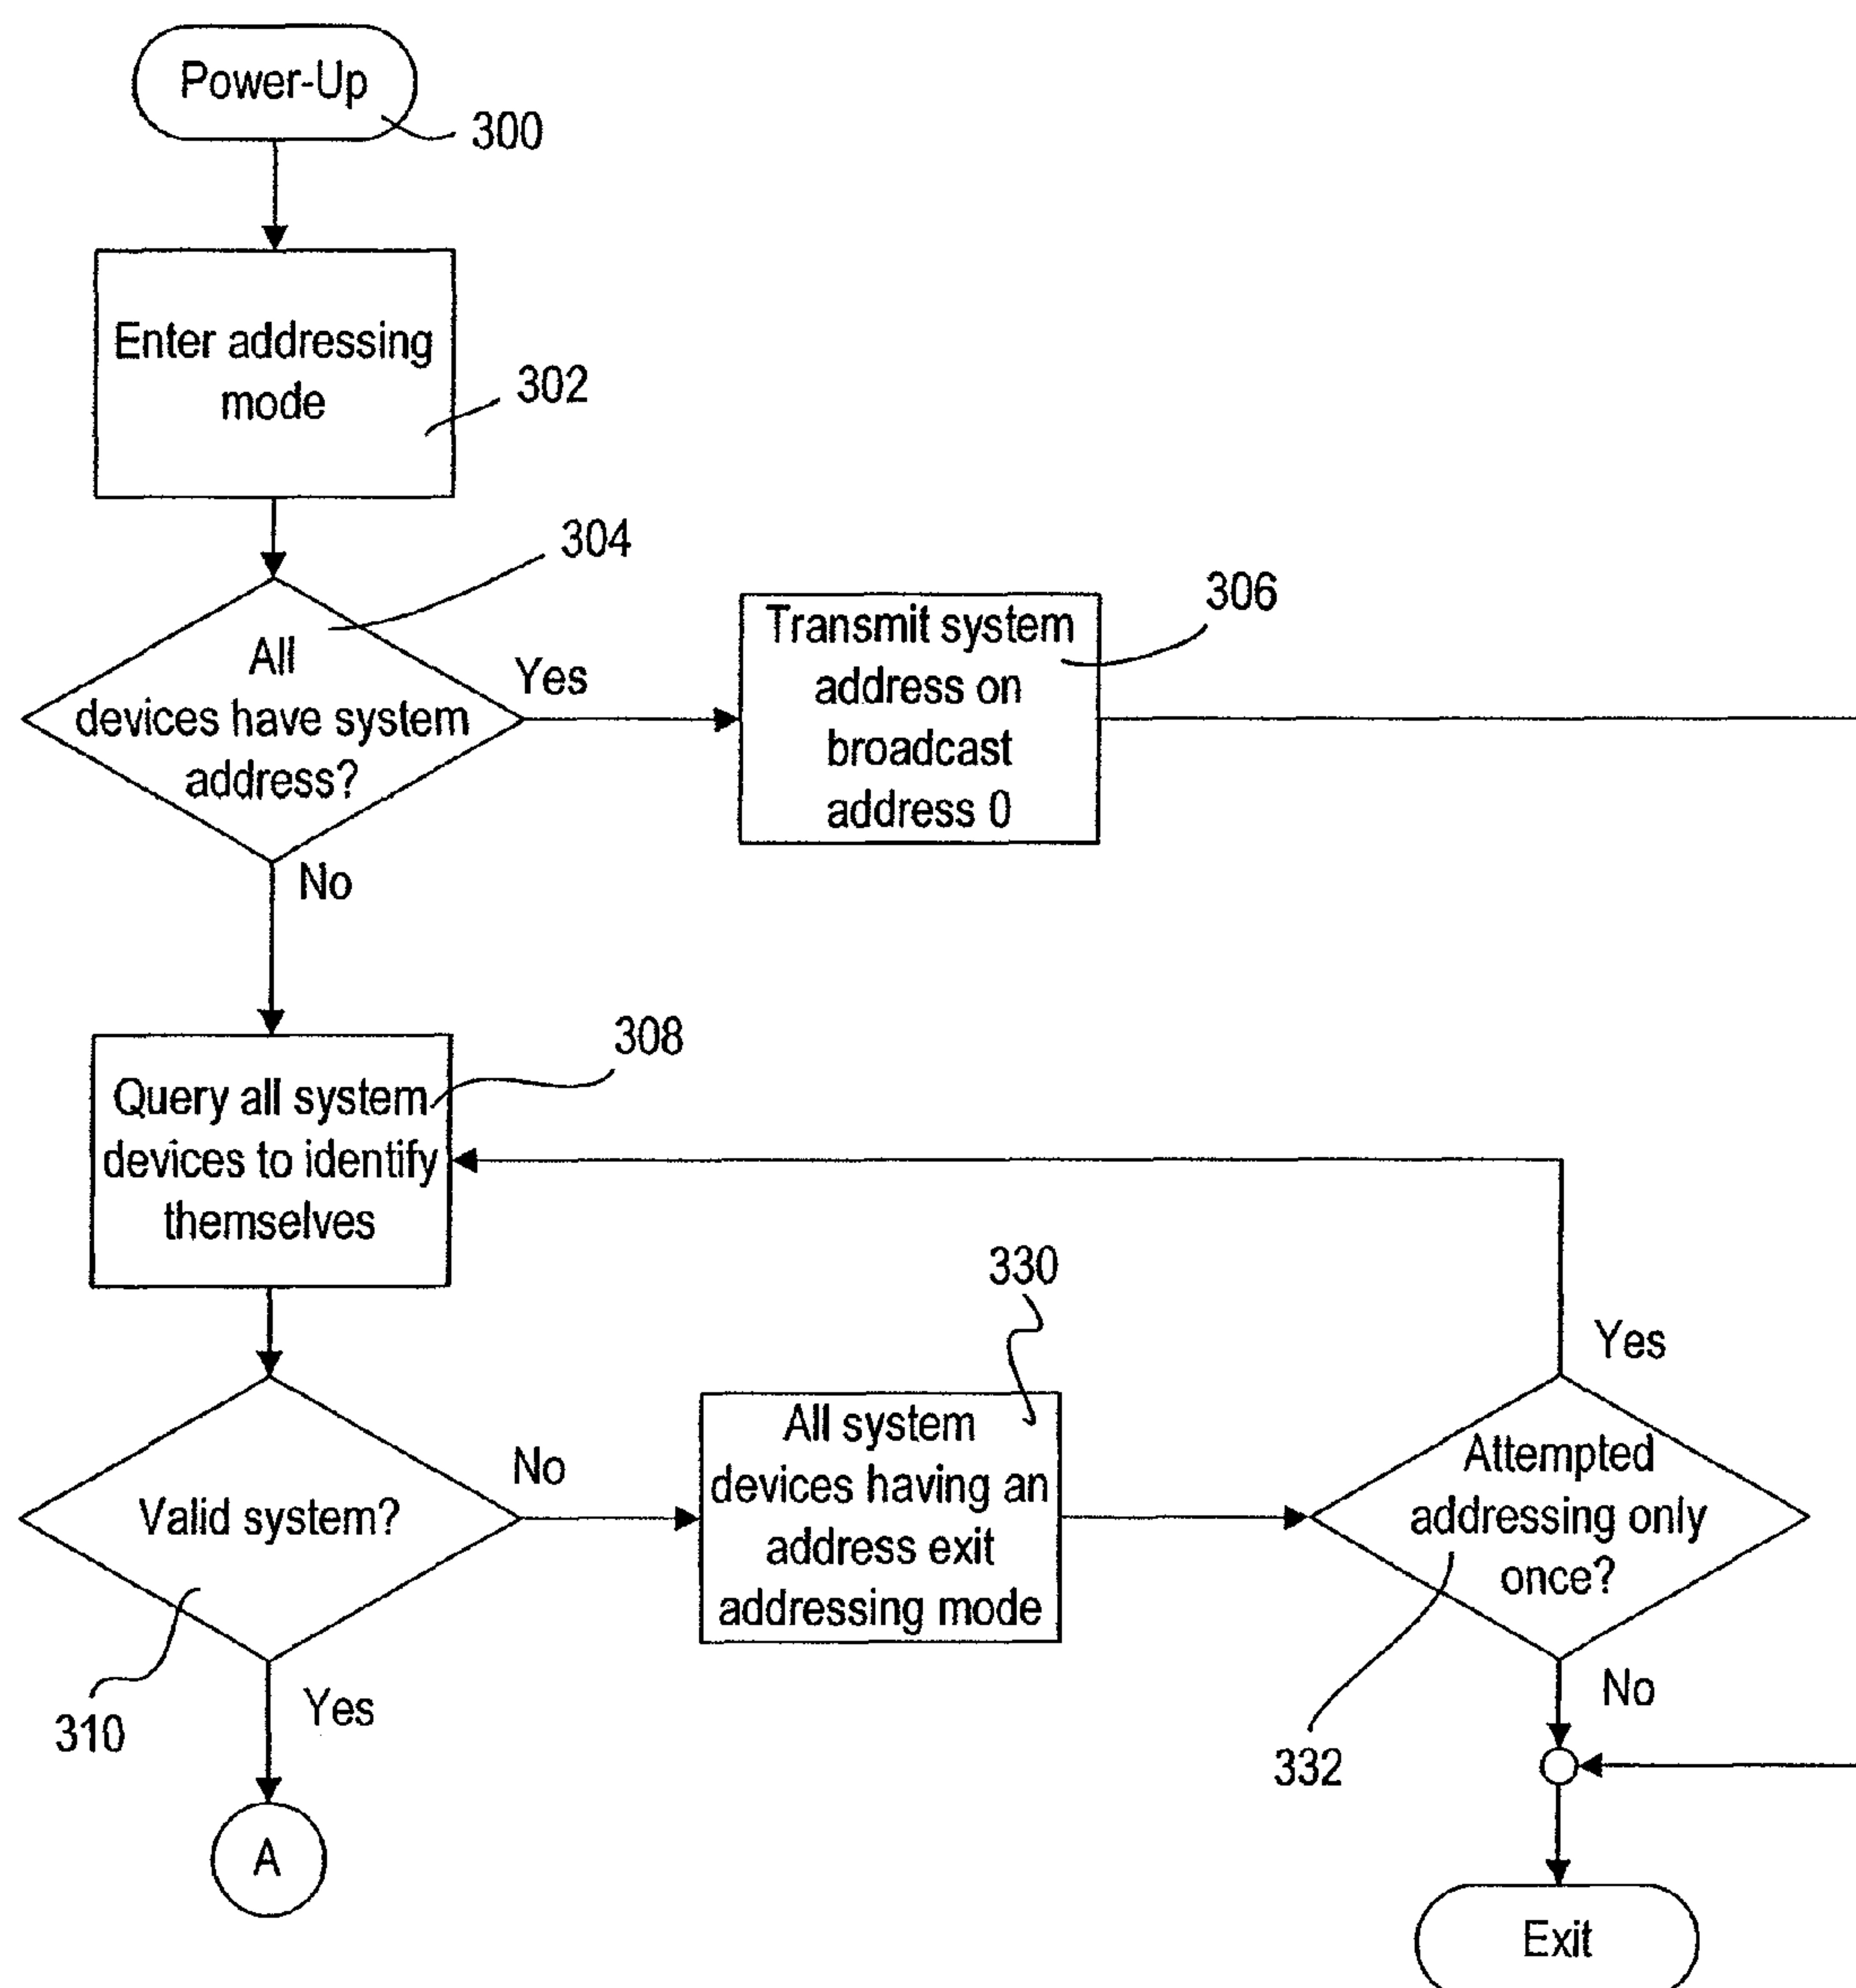 Power-Up
300
Enter addressing
mode
302
304
All
devices have system
address?
Yes
No
306
Transmit system
address on
broadcast
address 0
308
Query all system
devices to identify
themselves
310
Valid system?
No
Yes
A
330
All system
devices having an
address exit
addressing mode
Attempted
addressing only
once?
Yes
No
332
Exit